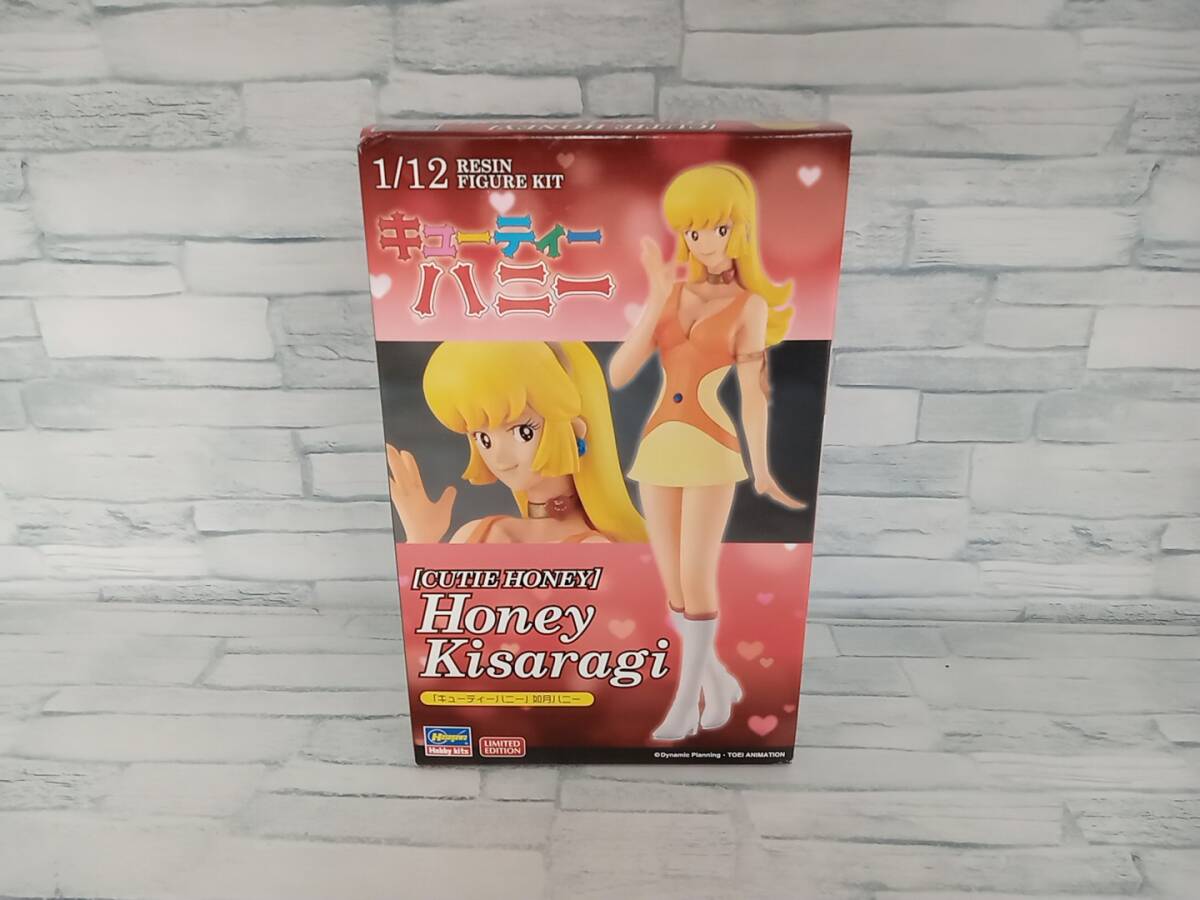 1/12 RESIN
FIGURE KIT
キューティー
ハニー
[CUTIE HONEY]
Honey
Kisaragi
「キューティーハニー」如月ハニー
Hasegawa
Hobby kits
LIMITED
EDITION
©Dynamic Planning・TOEI ANIMATION